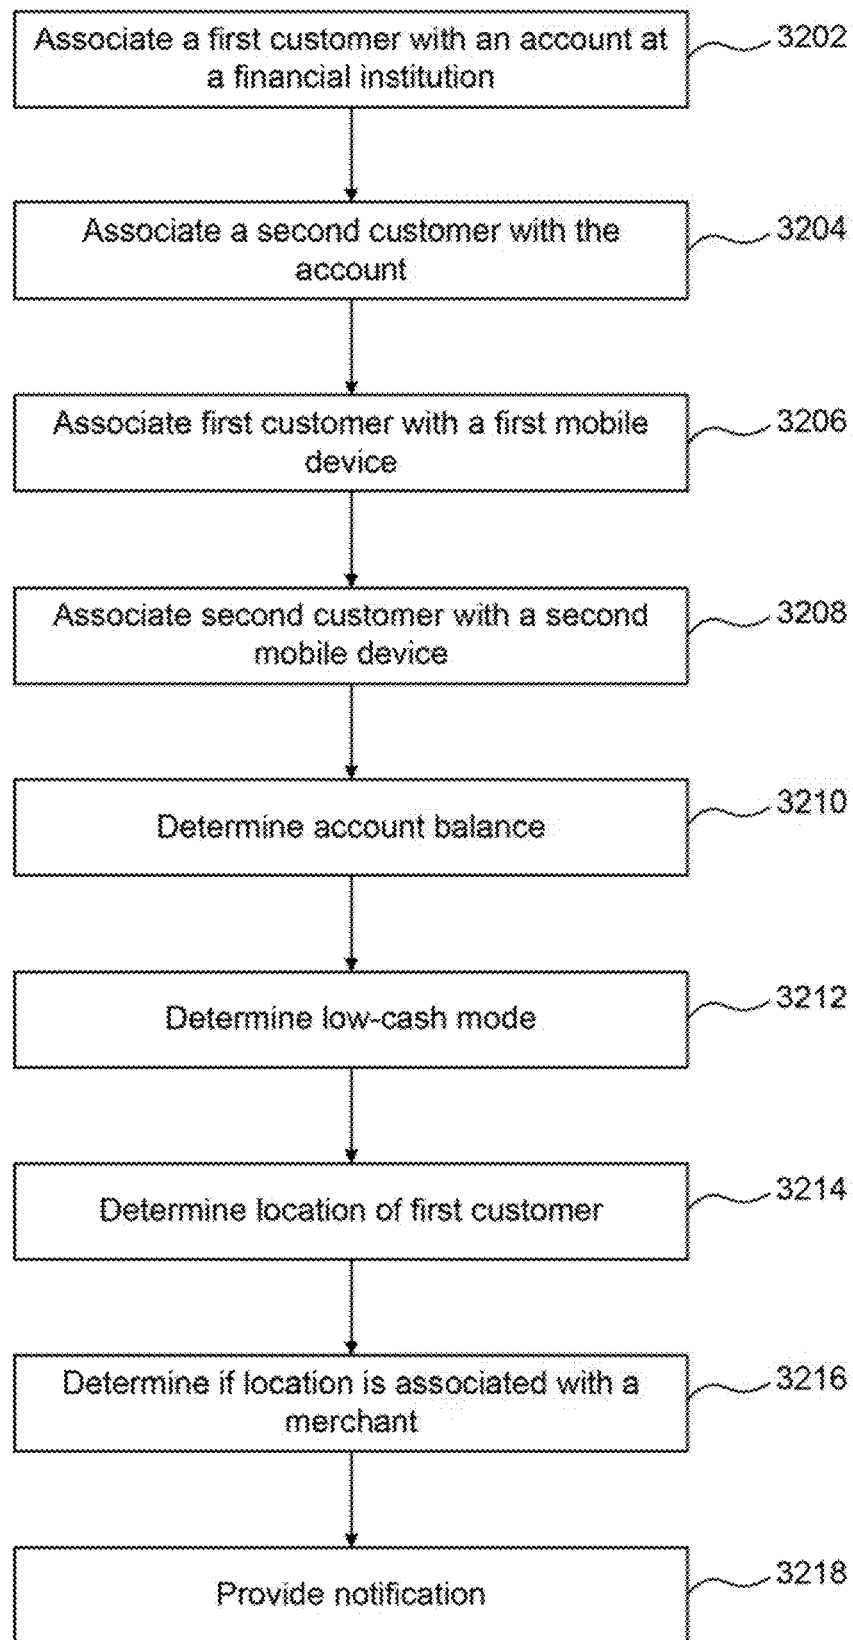 Associate a first customer with an account at
a financial institution
3202
Associate a second customer with the
account
3204
Associate first customer with a first mobile
device
3206
Associate second customer with a second
mobile device
3208
Determine account balance
3210
Determine low-cash mode
3212
Determine location of first customer
3214
Determine if location is associated with a
merchant
3216
Provide notification
3218